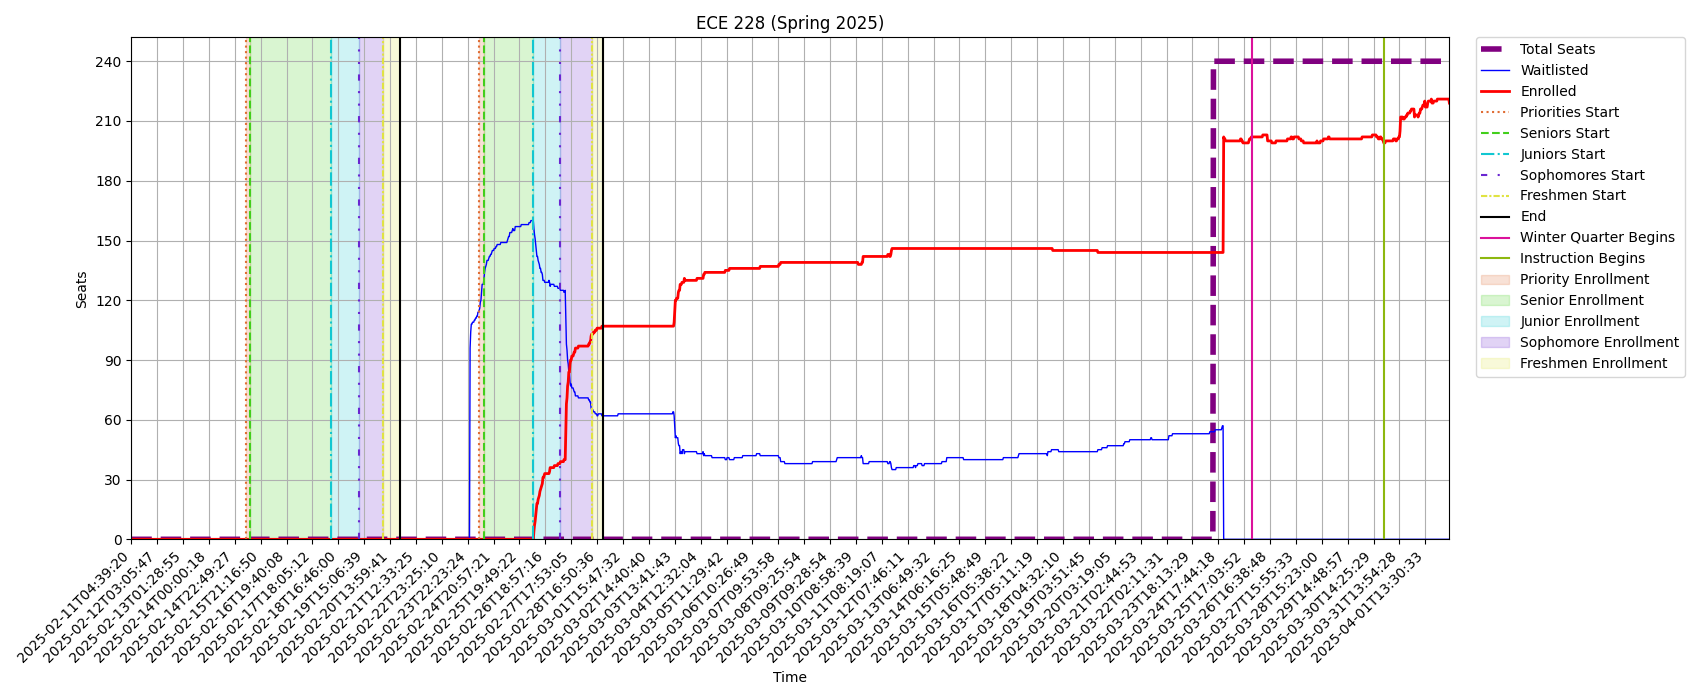 ECE 228 (Spring 2025)
Seats
240
210
180
150
120
90
60
30
0
2025-02-11T04:39:20
2025-02-12T03:05:47
2025-02-13T01:28:55
2025-02-14T00:00:18
2025-02-14T22:49:27
2025-02-15T21:16:50
2025-02-16T19:40:08
2025-02-17T18:05:12
2025-02-18T16:46:00
2025-02-19T15:06:39
2025-02-20T13:59:41
2025-02-21T12:33:25
2025-02-22T23:25:10
2025-02-23T22:23:24
2025-02-24T20:57:21
2025-02-25T19:49:22
2025-02-26T18:57:16
2025-02-27T17:53:05
2025-02-28T16:50:36
2025-03-01T15:47:32
2025-03-02T14:40:40
2025-03-03T13:41:43
2025-03-04T12:32:04
2025-03-05T11:29:42
2025-03-06T10:26:49
2025-03-07T09:53:58
2025-03-08T09:25:54
2025-03-09T09:28:54
2025-03-10T08:58:39
2025-03-11T08:19:07
2025-03-12T07:46:11
2025-03-13T06:49:32
2025-03-14T06:16:25
2025-03-15T05:48:49
2025-03-16T05:38:22
2025-03-17T05:11:19
2025-03-18T04:32:10
2025-03-19T03:51:45
2025-03-20T03:19:05
2025-03-21T02:44:53
2025-03-22T02:11:31
2025-03-23T18:13:29
2025-03-24T17:44:18
2025-03-25T17:03:52
2025-03-26T16:38:48
2025-03-27T15:55:33
2025-03-28T15:23:00
2025-03-29T14:48:57
2025-03-30T14:25:29
2025-03-31T13:54:28
2025-04-01T13:30:33
Time
Total Seats
Waitlisted
Enrolled
Priorities Start
Seniors Start
Juniors Start
Sophomores Start
Freshmen Start
End
Winter Quarter Begins
Instruction Begins
Priority Enrollment
Senior Enrollment
Junior Enrollment
Sophomore Enrollment
Freshmen Enrollment